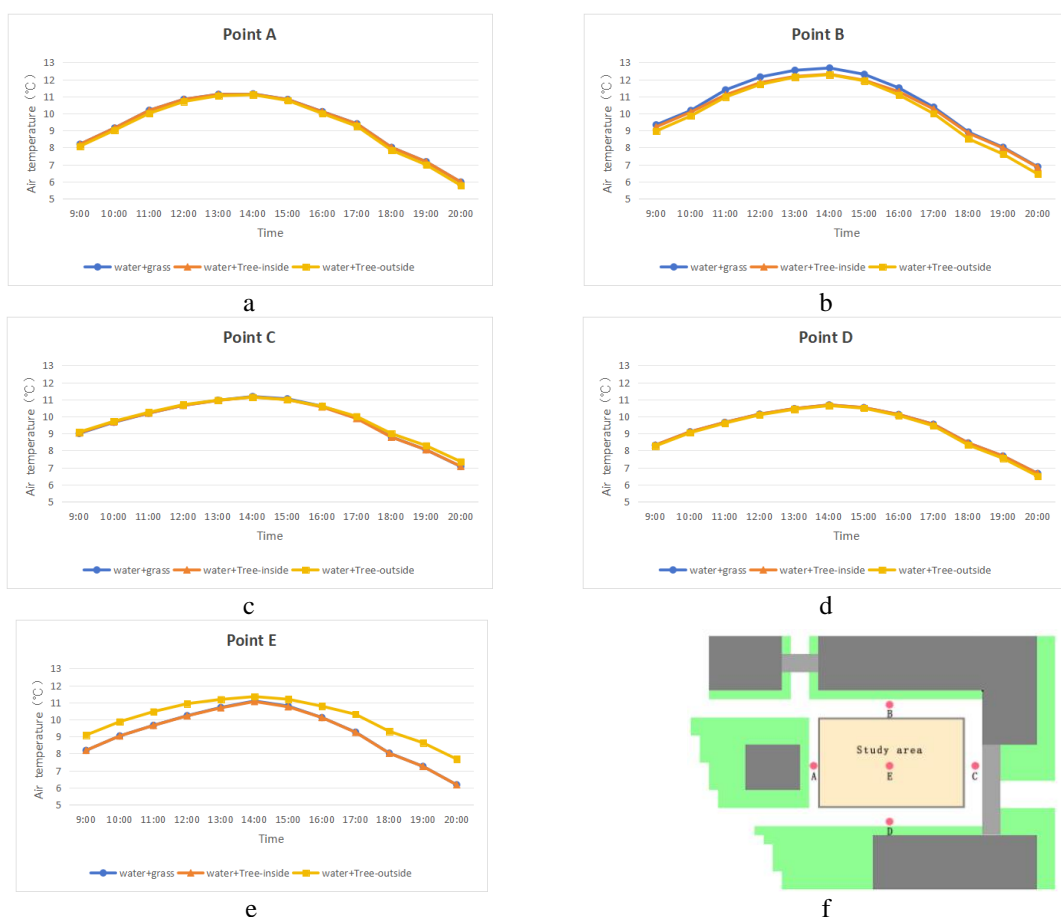 Point A
Air temperature (℃)
13
12
11
10
9
8
7
6
5
9:00 10:00 11:00 12:00 13:00 14:00 15:00 16:00 17:00 18:00 19:00 20:00
Time
water+grass water+Tree-inside water+Tree-outside
a
Point B
Air temperature (℃)
13
12
11
10
9
8
7
6
5
9:00 10:00 11:00 12:00 13:00 14:00 15:00 16:00 17:00 18:00 19:00 20:00
Time
water+grass water+Tree-inside water+Tree-outside
b
Point C
Air temperature (℃)
13
12
11
10
9
8
7
6
5
9:00 10:00 11:00 12:00 13:00 14:00 15:00 16:00 17:00 18:00 19:00 20:00
Time
water+grass water+Tree-inside water+Tree-outside
c
Point D
Air temperature (℃)
13
12
11
10
9
8
7
6
5
9:00 10:00 11:00 12:00 13:00 14:00 15:00 16:00 17:00 18:00 19:00 20:00
Time
water+grass water+Tree-inside water+Tree-outside
d
Point E
Air temperature (℃)
13
12
11
10
9
8
7
6
5
9:00 10:00 11:00 12:00 13:00 14:00 15:00 16:00 17:00 18:00 19:00 20:00
Time
water+grass water+Tree-inside water+Tree-outside
e
B
Study area
A E C
D
f